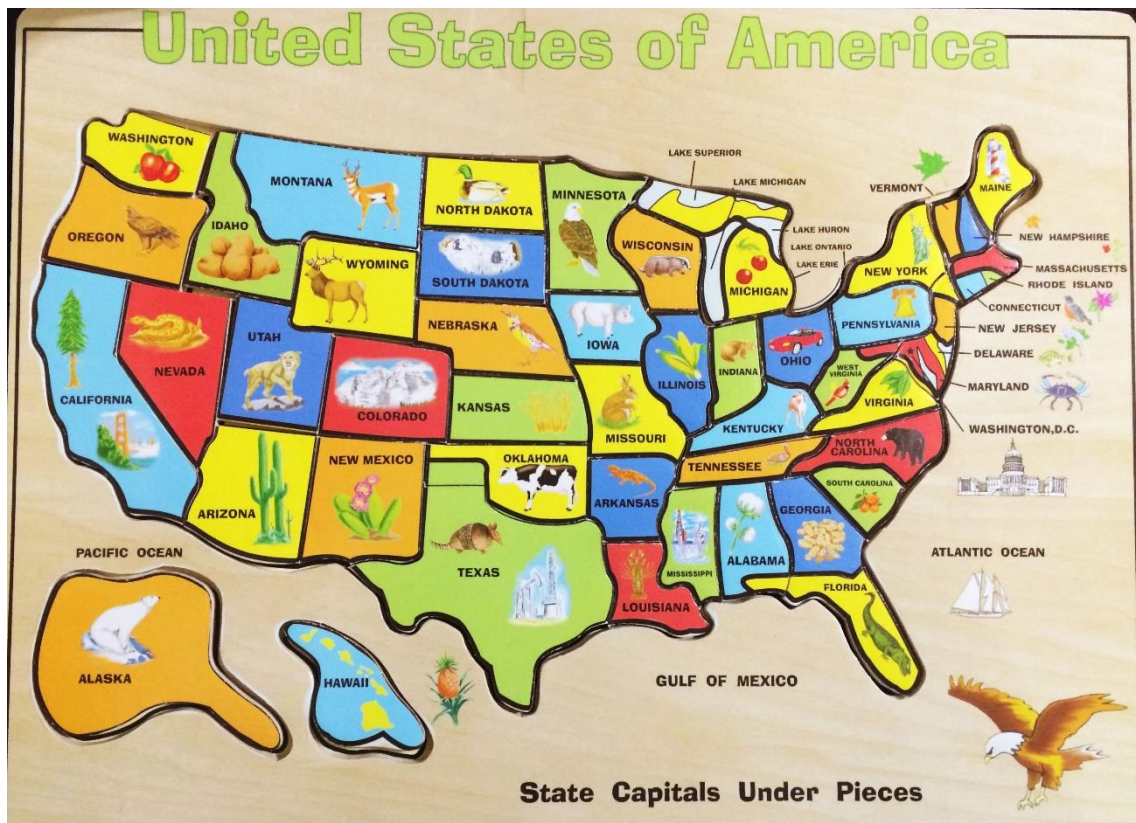 United States of America
WASHINGTON
MONTANA
NORTH DAKOTA
MINNESOTA
LAKE SUPERIOR
LAKE MICHIGAN
VERMONT
MAINE
OREGON
IDAHO
WYOMING
SOUTH DAKOTA
WISCONSIN
LAKE HURON
LAKE ONTARIO
LAKE ERIE
MICHIGAN
NEW YORK
NEW HAMPSHIRE
MASSACHUSETTS
RHODE ISLAND
CONNECTICUT
NEW JERSEY
DELAWARE
MARYLAND
WASHINGTON,D.C.
CALIFORNIA
NEVADA
UTAH
COLORADO
NEBRASKA
KANSAS
IOWA
ILLINOIS
INDIANA
OHIO
PENNSYLVANIA
WEST
VIRGINIA
VIRGINIA
MISSOURI
KENTUCKY
ARIZONA
NEW MEXICO
OKLAHOMA
ARKANSAS
TENNESSEE
NORTH
CAROLINA
SOUTH CAROLINA
TEXAS
LOUISIANA
MISSISSIPPI
ALABAMA
GEORGIA
FLORIDA
PACIFIC OCEAN
ATLANTIC OCEAN
ALASKA
HAWAII
GULF OF MEXICO
State Capitals Under Pieces